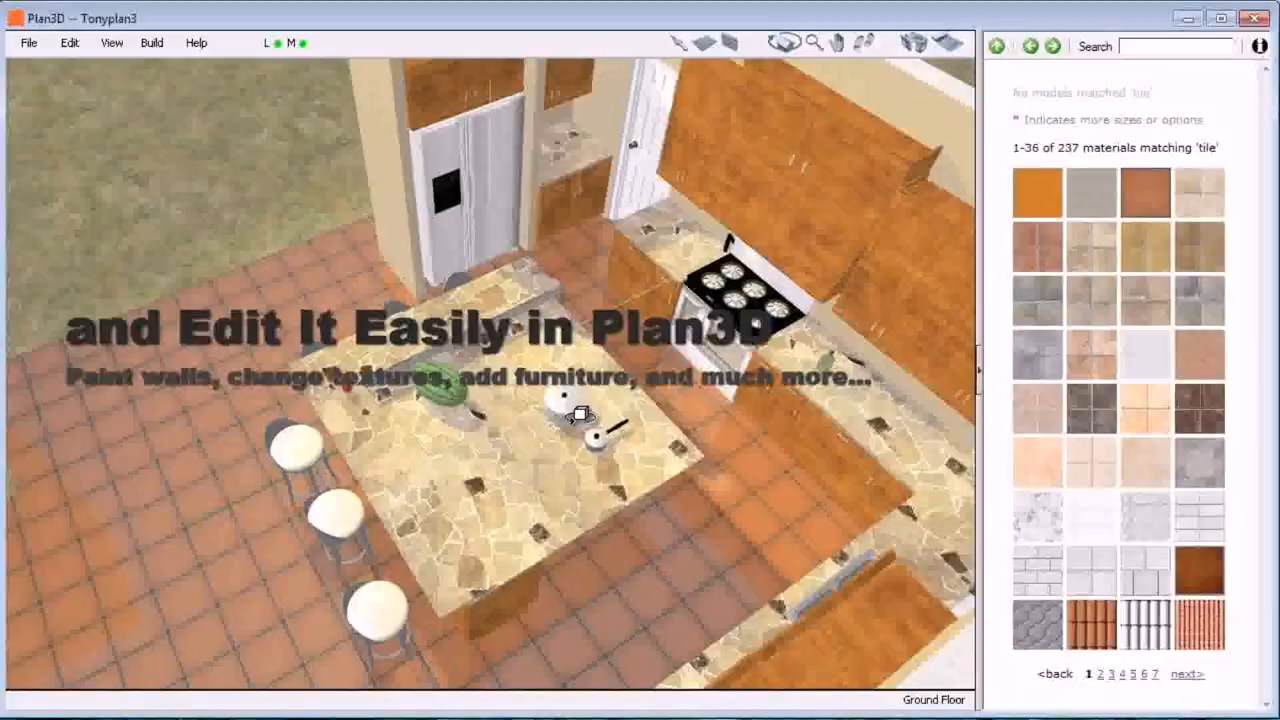 Plan3D -- Tonyplan3
File Edit View Build Help L M
Search
No models matched 'tile'
* Indicates more sizes or options
1-36 of 237 materials matching 'tile'
and Edit It Easily in Plan3D
Paint walls, change textures, add furniture, and much more...
<back 1 2 3 4 5 6 7 next>
Ground Floor